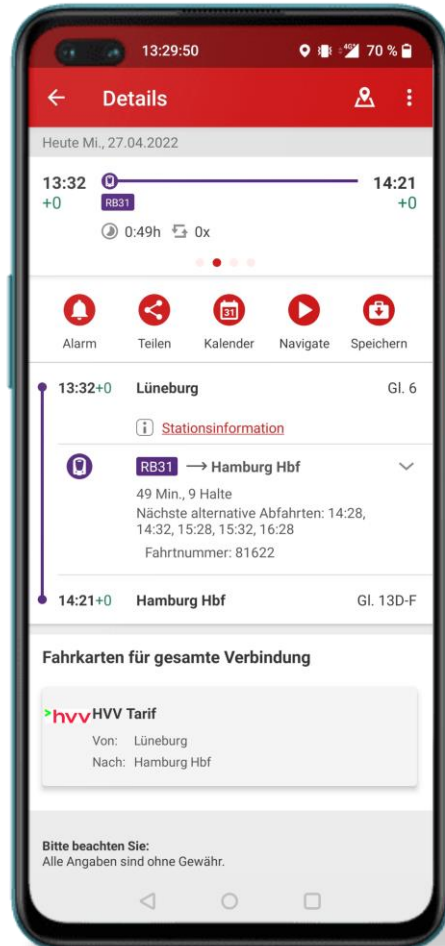 13:29:50
4G+
70 %
Details
Heute Mi., 27.04.2022
13:32
14:21
+0
RB31
+0
0:49h
0x
31
Alarm
Teilen
Kalender
Navigate
Speichern
13:32+0
Lüneburg
Gl. 6
i
Stationsinformation
RB31 → Hamburg Hbf
49 Min., 9 Halte
Nächste alternative Abfahrten: 14:28,
14:32, 15:28, 15:32, 16:28
Fahrtnummer: 81622
14:21+0
Hamburg Hbf
Gl. 13D-F
Fahrkarten für gesamte Verbindung
>hvv HVV Tarif
Von: Lüneburg
Nach: Hamburg Hbf
Bitte beachten Sie:
Alle Angaben sind ohne Gewähr.